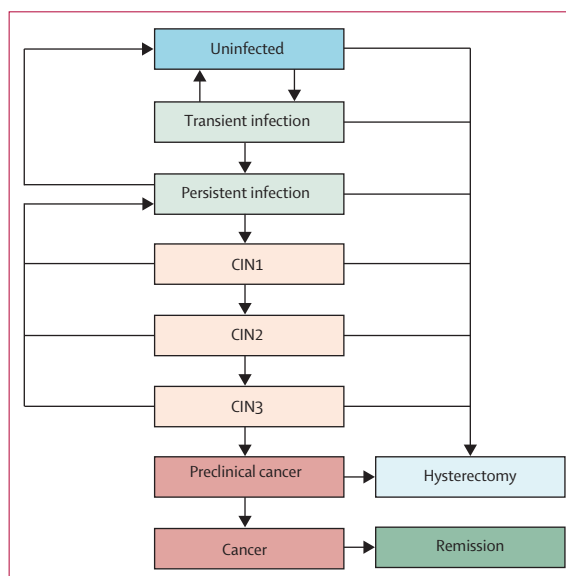 Uninfected
Transient infection
Persistent infection
CIN1
CIN2
CIN3
Preclinical cancer
Hysterectomy
Cancer
Remission